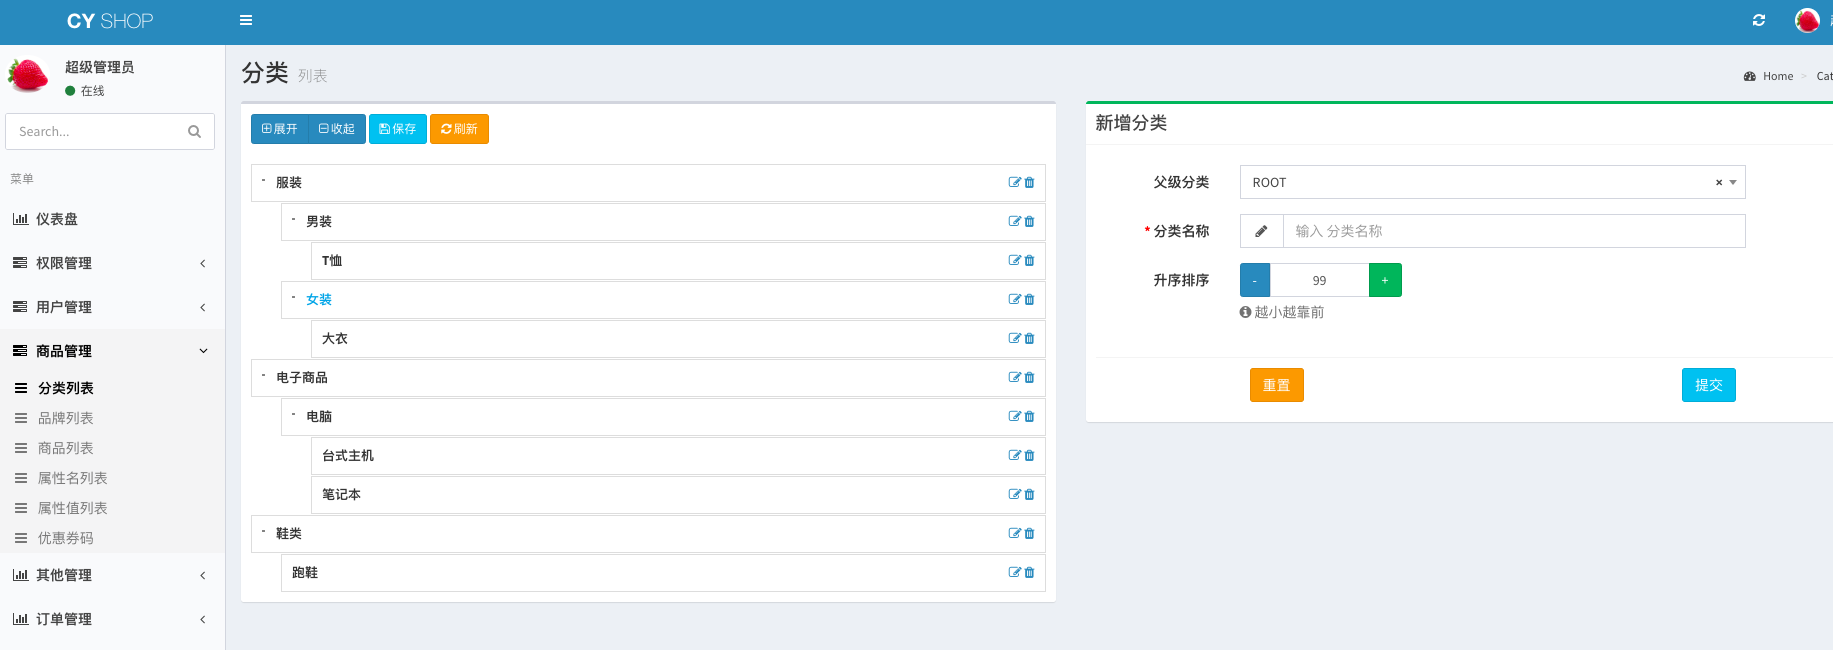 CY SHOP
超级管理员
在线
Search...
菜单
仪表盘
权限管理
用户管理
商品管理
分类列表
品牌列表
商品列表
属性名列表
属性值列表
优惠券码
其他管理
订单管理
分类 列表
Home > Cat
展开 收起 保存 刷新
- 服装
- 男装
T恤
- 女装
大衣
- 电子商品
- 电脑
台式主机
笔记本
- 鞋类
跑鞋
新增分类
父级分类 ROOT ×
* 分类名称 输入 分类名称
升序排序 - 99 +
越小越靠前
重置 提交